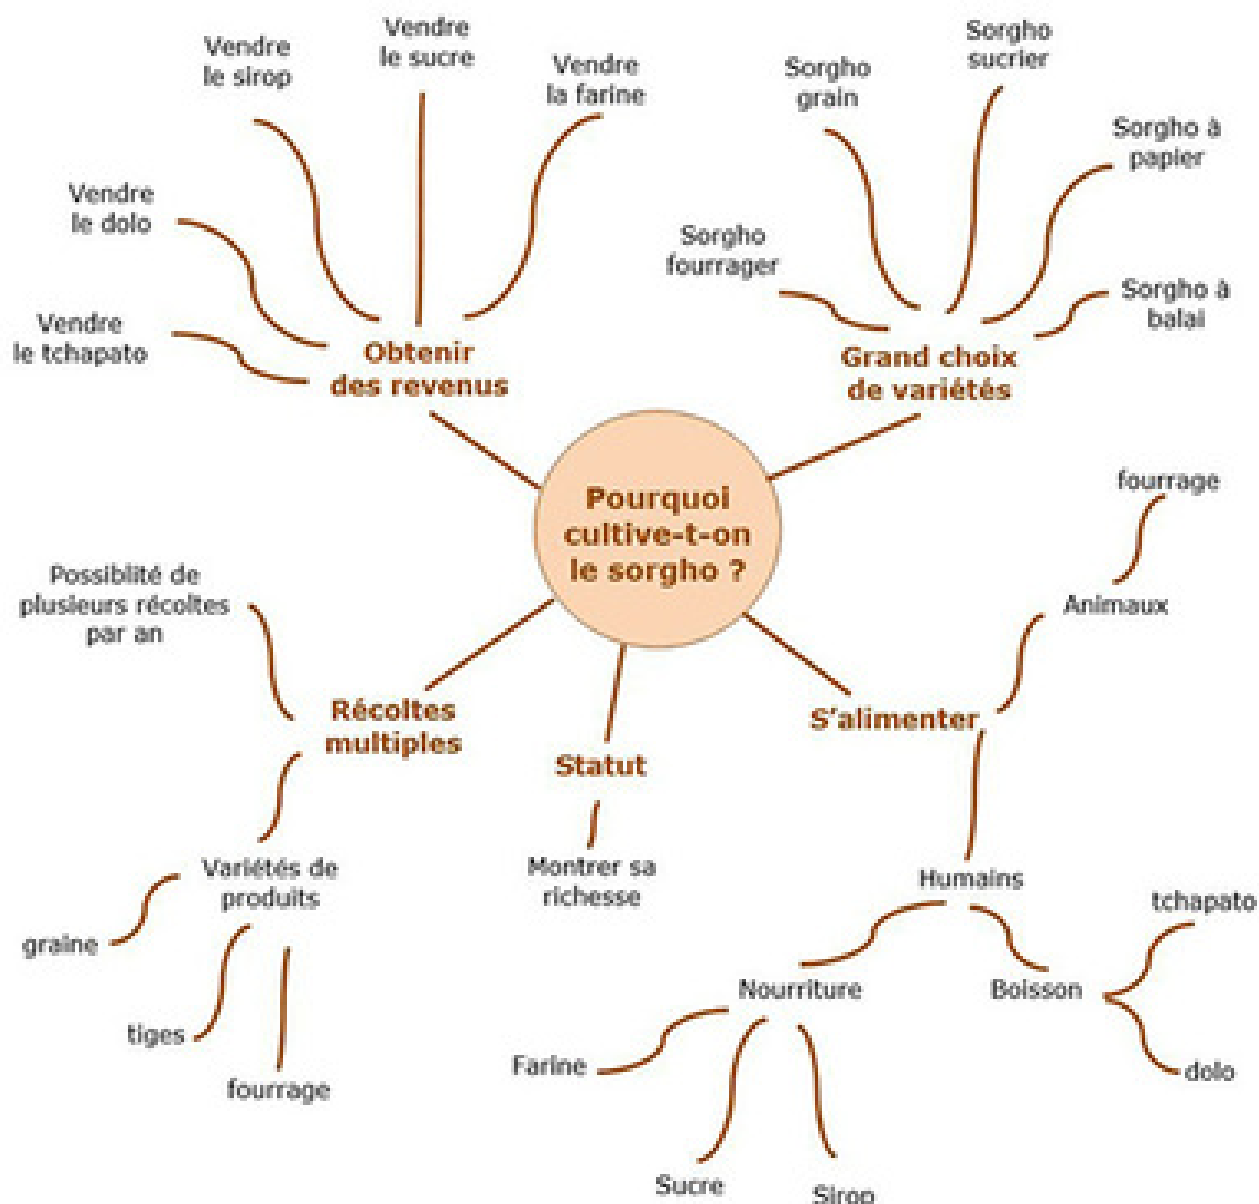 Vendre
le sirop
Vendre
le sucre
Vendre
la farine
Vendre
le dolo
Vendre
le tchapato
Obtenir
des revenus
Sorgho
grain
Sorgho
sucrier
Sorgho à
papier
Sorgho
fourrager
Sorgho à
balai
Grand choix
de variétés
Pourquoi
cultive-t-on
le sorgho ?
fourrage
Animaux
S'alimenter
Possiblité de
plusieurs récoltes
par an
Récoltes
multiples
Statut
Montrer sa
richesse
Variétés de
produits
graine
tiges
fourrage
Humains
Nourriture
Boisson
tchapato
dolo
Farine
Sucre
Sirop